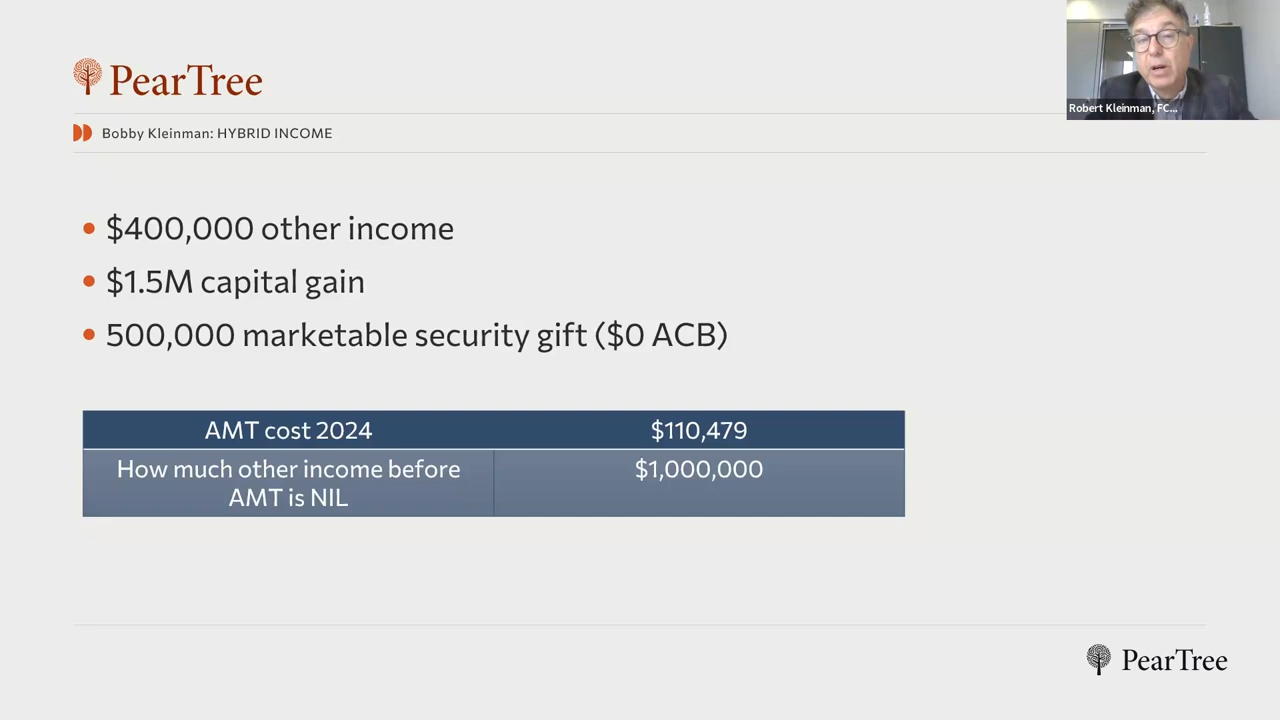 PearTree
Robert Kleinman, FC...
Bobby Kleinman: HYBRID INCOME
• $400,000 other income
• $1.5M capital gain
• 500,000 marketable security gift ($0 ACB)
AMT cost 2024 $110,479
How much other income before $1,000,000
AMT is NIL
PearTree